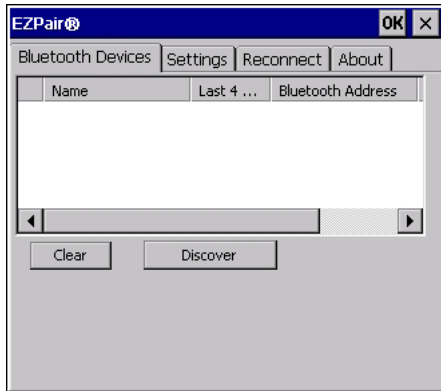 EZPair® OK ×
Bluetooth Devices Settings Reconnect About
Name Last 4 ... Bluetooth Address
Clear Discover